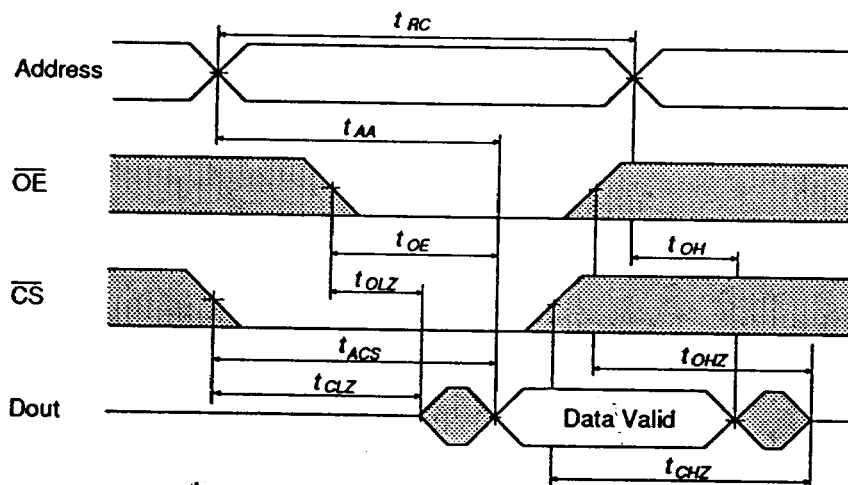 t RC
Address
t AA
OE
t OE
t OH
t OLZ
CS
t ACS
t OHZ
t CLZ
Dout
Data Valid
t CHZ